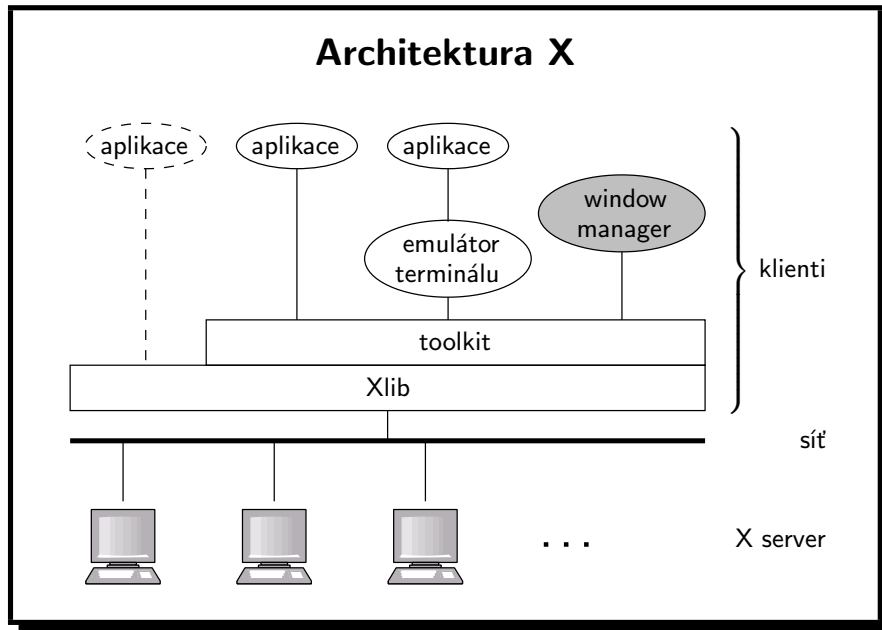 Architektura X
aplikace
aplikace
aplikace
window
manager
emulátor
terminálu
klienti
toolkit
Xlib
síť
. . .
X server